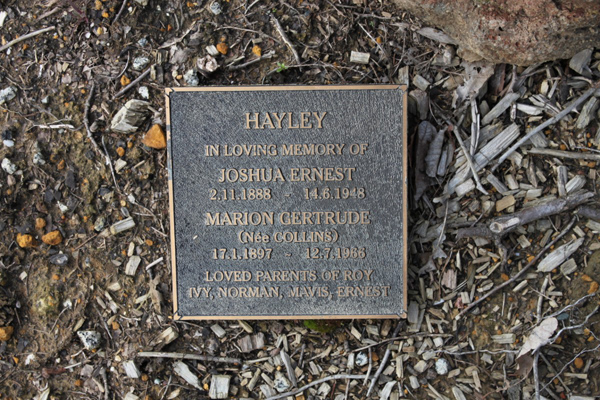 HAYLEY
IN LOVING MEMORY OF
JOSHUA ERNEST
2.11.1888 - 14.6.1948
MARION GERTRUDE
(Née COLLINS)
17.1.1897 - 12.7.1986
LOVED PARENTS OF ROY,
IVY, NORMAN, MAVIS, ERNEST